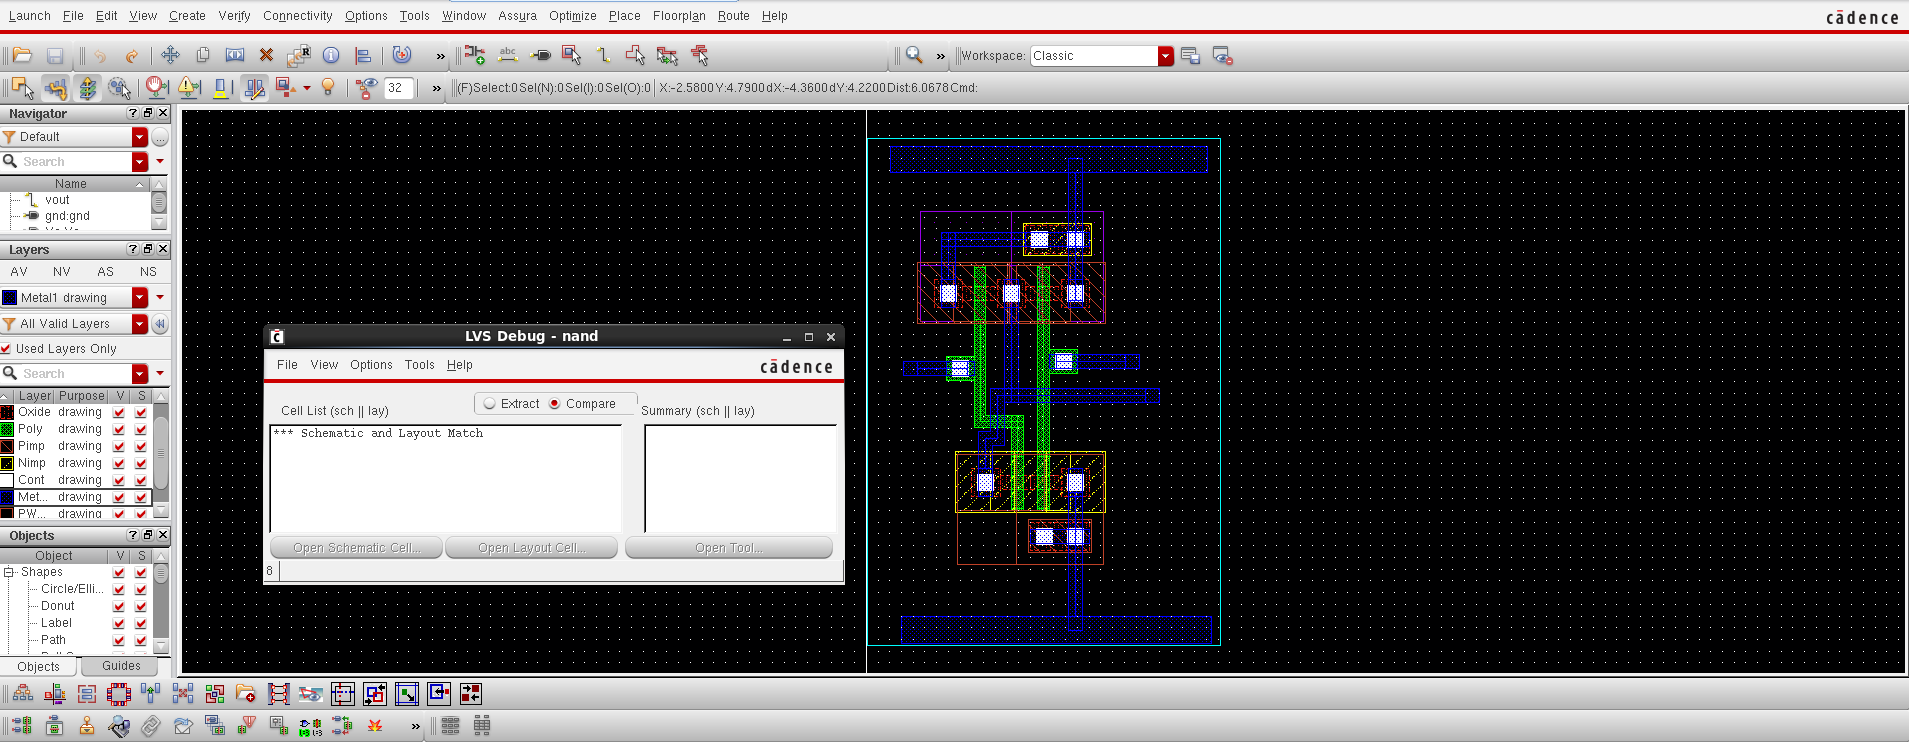 Launch File Edit View Create Verify Connectivity Options Tools Window Assura Optimize Place Floorplan Route Help
cādence
» » Workspace: Classic
32 » (F)Select:0 Sel(N):0 Sel(I):0 Sel(O):0 X:-2.5800 Y:4.7900 dX:-4.3600 dY:4.2200 Dist:6.0678 Cmd:
Navigator
Default
Search
Name
vout
gnd:gnd
Layers
AV NV AS NS
Metal1 drawing
All Valid Layers
Used Layers Only
Search
Layer Purpose V S
Oxide drawing
Poly drawing
Pimp drawing
Nimp drawing
Cont drawing
Met... drawing
PW... drawing
Objects
Object V S
Shapes
Circle/Elli...
Donut
Label
Path
Objects Guides
»
LVS Debug - nand
File View Options Tools Help
cādence
Cell List (sch || lay) Extract Compare Summary (sch || lay)
*** Schematic and Layout Match
Open Schematic Cell... Open Layout Cell... Open Tool...
8